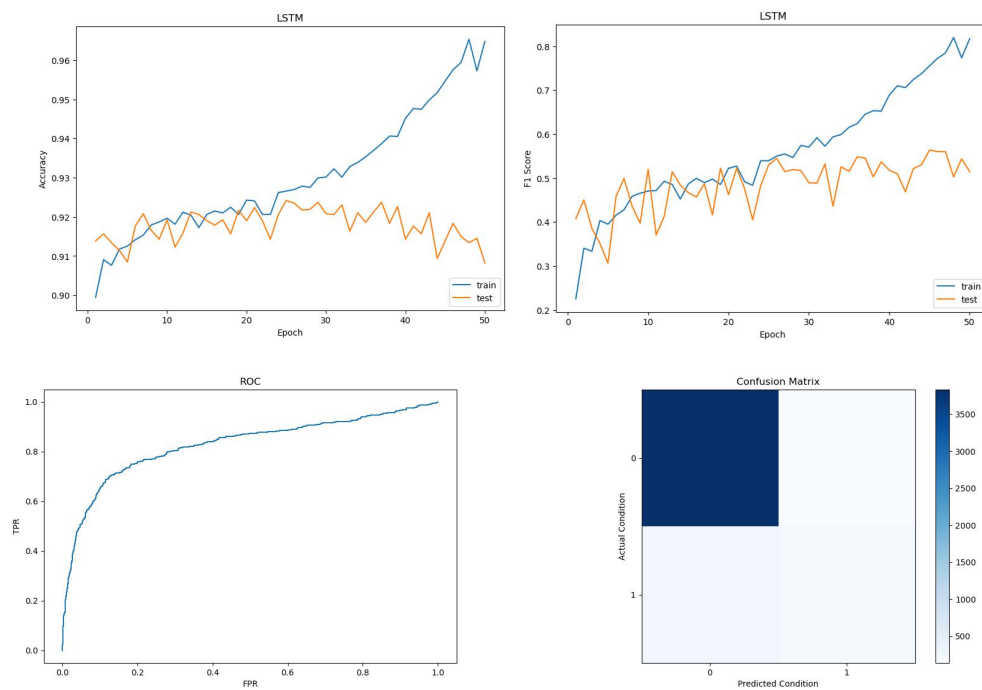 LSTM
0.96
0.95
0.94
0.93
0.92
0.91
0.90
Accuracy
train
test
0 10 20 30 40 50
Epoch
LSTM
0.8
0.7
0.6
0.5
0.4
0.3
0.2
F1 Score
train
test
0 10 20 30 40 50
Epoch
ROC
1.0
0.8
0.6
0.4
0.2
0.0
TPR
0.0 0.2 0.4 0.6 0.8 1.0
FPR
Confusion Matrix
0
1
Actual Condition
0 1
Predicted Condition
3500
3000
2500
2000
1500
1000
500